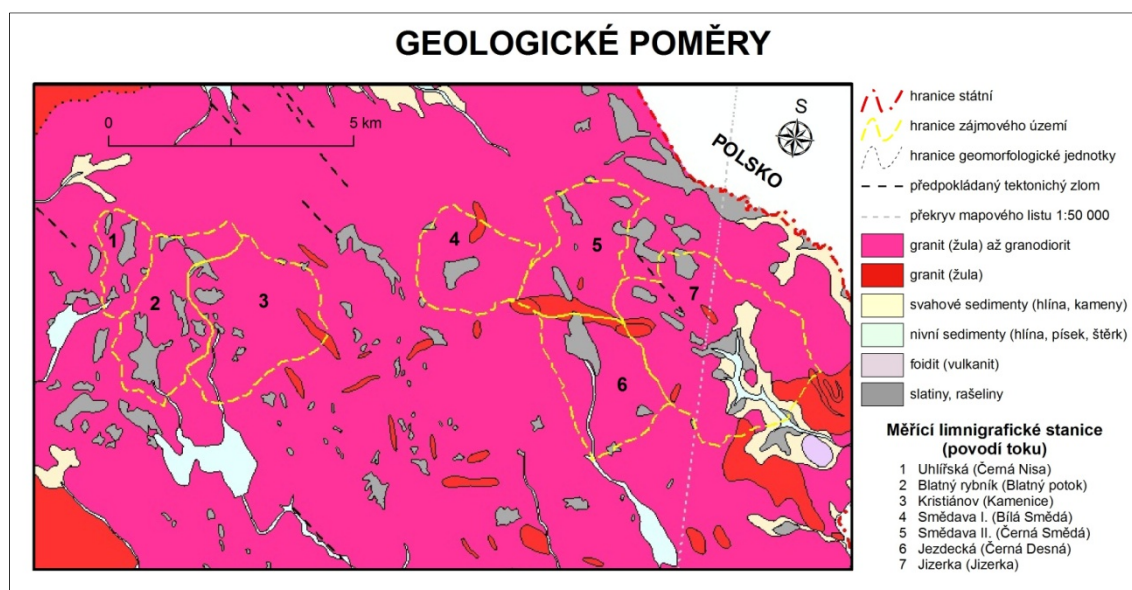 GEOLOGICKÉ POMĚRY
0 5 km
S
POLSKO
1
2
3
4
5
6
7
hranice státní
hranice zájmového území
hranice geomorfologické jednotky
předpokládaný tektonický zlom
překryv mapového listu 1:50 000
granit (žula) až granodiorit
granit (žula)
svahové sedimenty (hlína, kameny)
nivní sedimenty (hlína, písek, štěrk)
foidit (vulkanit)
slatiny, rašeliny
Měřící limnigrafické stanice
(povodí toku)
1 Uhlířská (Černá Nisa)
2 Blatný rybník (Blatný potok)
3 Kristiánov (Kamenice)
4 Smědava I. (Bílá Smědá)
5 Smědava II. (Černá Smědá)
6 Jezdecká (Černá Desná)
7 Jizerka (Jizerka)